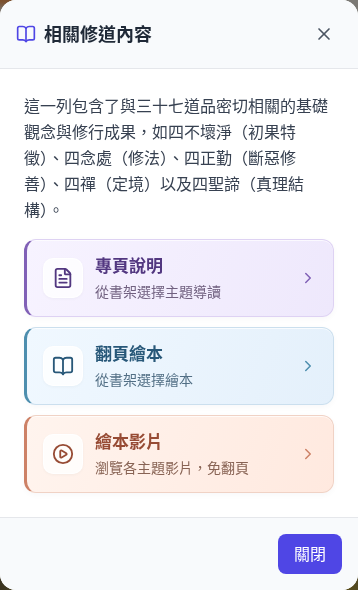 相關修道內容
這一列包含了與三十七道品密切相關的基礎
觀念與修行成果，如四不壞淨（初果特
徵）、四念處（修法）、四正勤（斷惡修
善）、四禪（定境）以及四聖諦（真理結
構）。
專頁說明
從書架選擇主題導讀
翻頁繪本
從書架選擇繪本
繪本影片
瀏覽各主題影片，免翻頁
關閉